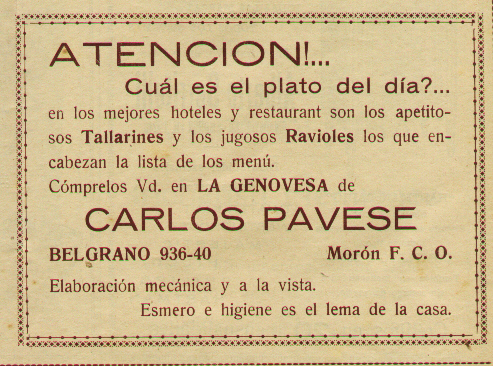 ATENCION!...
Cuál es el plato del día?...
en los mejores hoteles y restaurant son los apetito-
sos Tallarines y los jugosos Ravioles los que en-
cabezan la lista de los menú.
Cómprelos Vd. en LA GENOVESA de
CARLOS PAVESE
BELGRANO 936-40 Morón F. C. O.
Elaboración mecánica y a la vista.
Esmero e higiene es el lema de la casa.